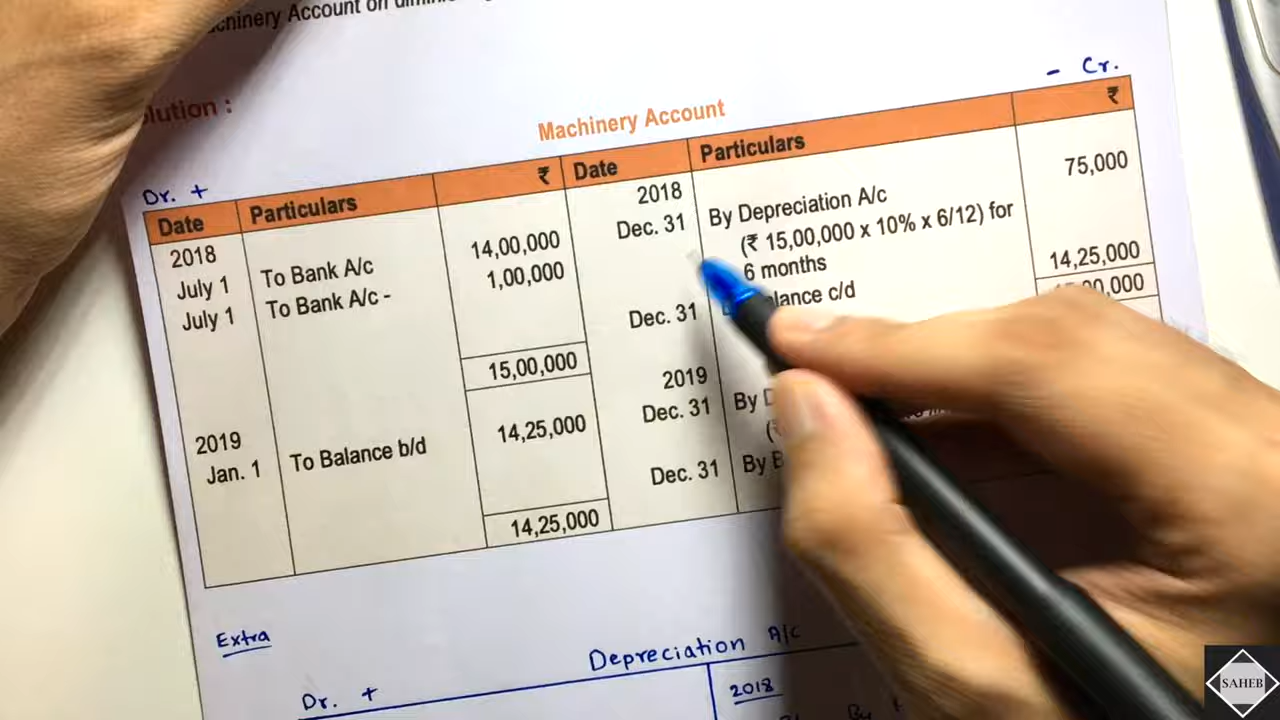 Machinery Account on
olution :
Machinery Account
- Cr.
Dr. +
Date Particulars ₹ Date Particulars ₹
2018 2018
July 1 To Bank A/c 14,00,000 Dec. 31 By Depreciation A/c 75,000
July 1 To Bank A/c - 1,00,000 (₹ 15,00,000 x 10% x 6/12) for
6 months
Dec. 31 alance c/d 14,25,000
15,00,000
2019 2019
Jan. 1 To Balance b/d 14,25,000 Dec. 31 By
Dec. 31 By
14,25,000
Extra
Depreciation A/c
Dr. +
2018
By
SAHEB